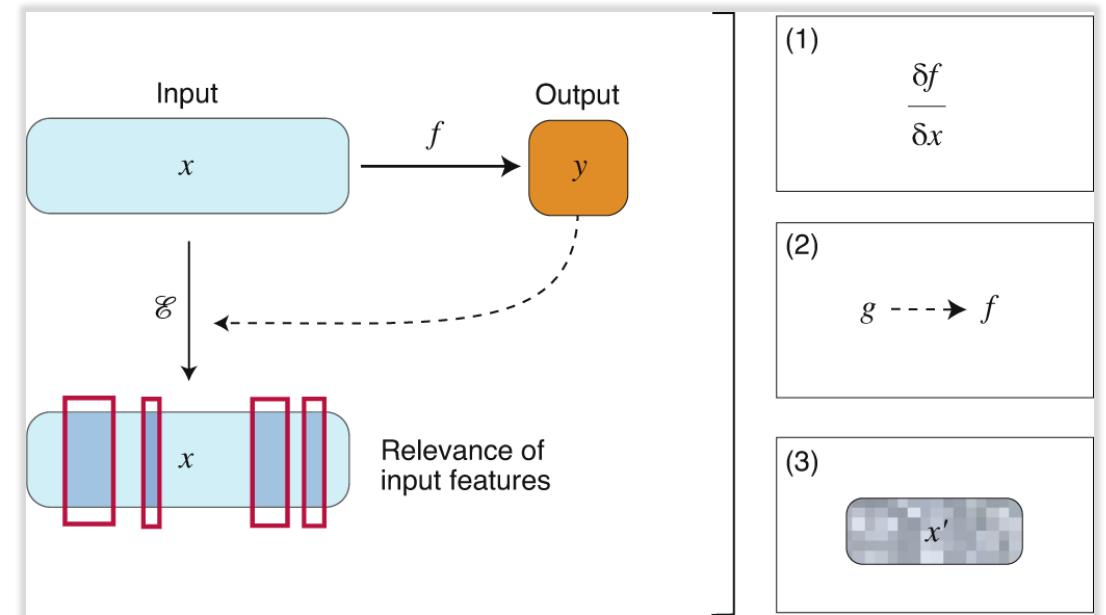 Input
Output
x
f
y
ℰ
x
Relevance of
input features
(1)
δf
δx
(2)
g f
(3)
x′